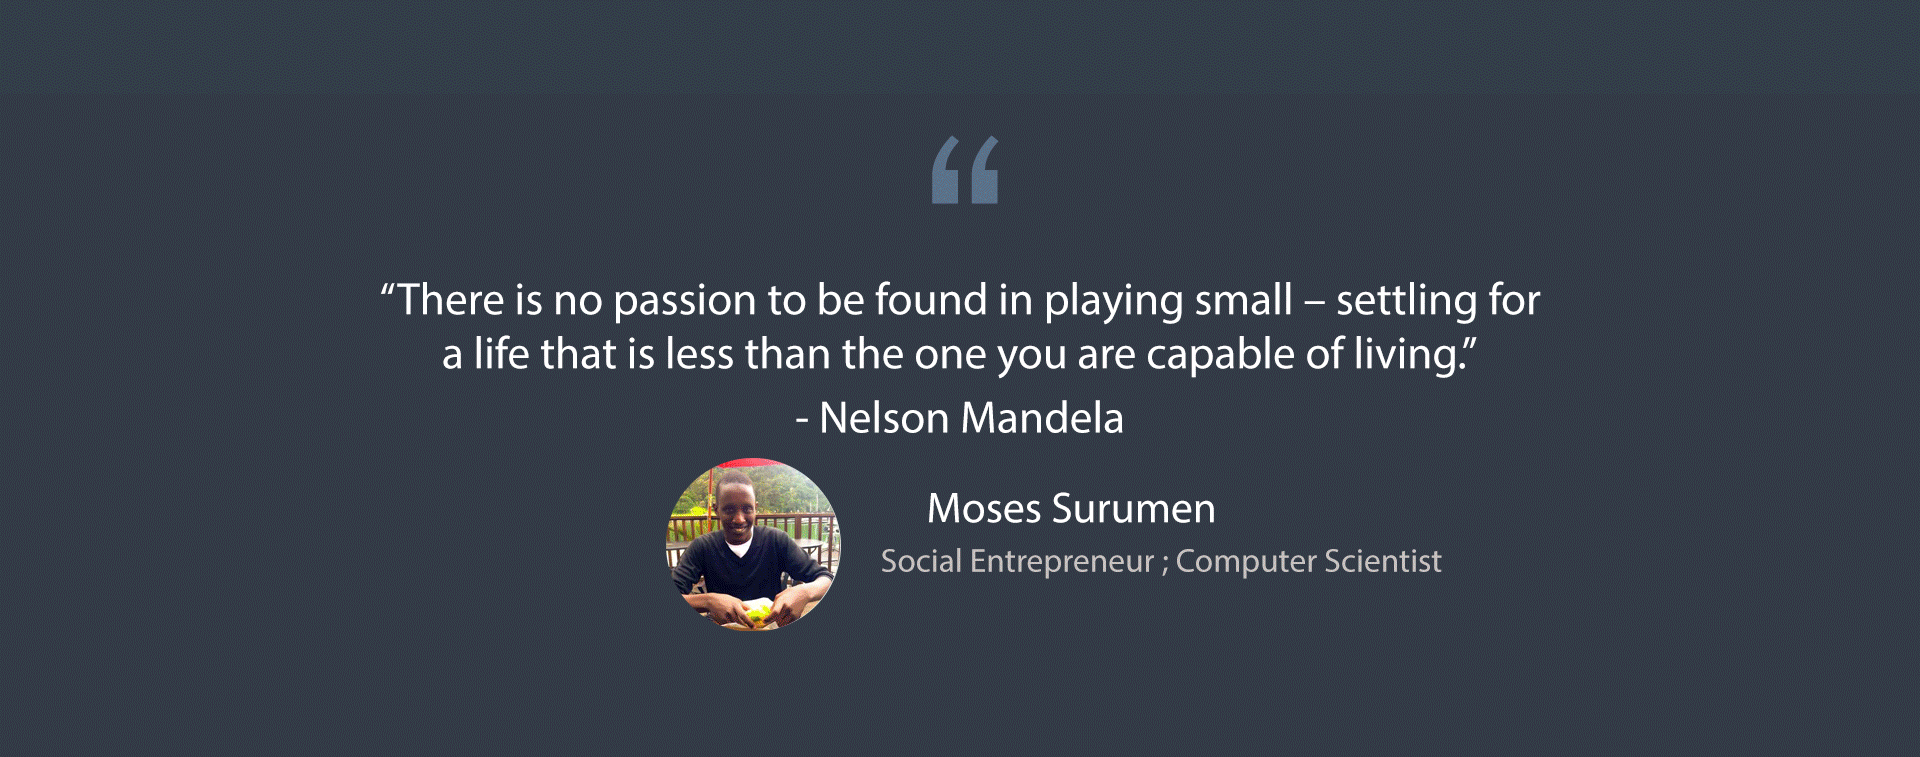 “
“There is no passion to be found in playing small – settling for
a life that is less than the one you are capable of living.”
- Nelson Mandela
Moses Surumen
Social Entrepreneur ; Computer Scientist